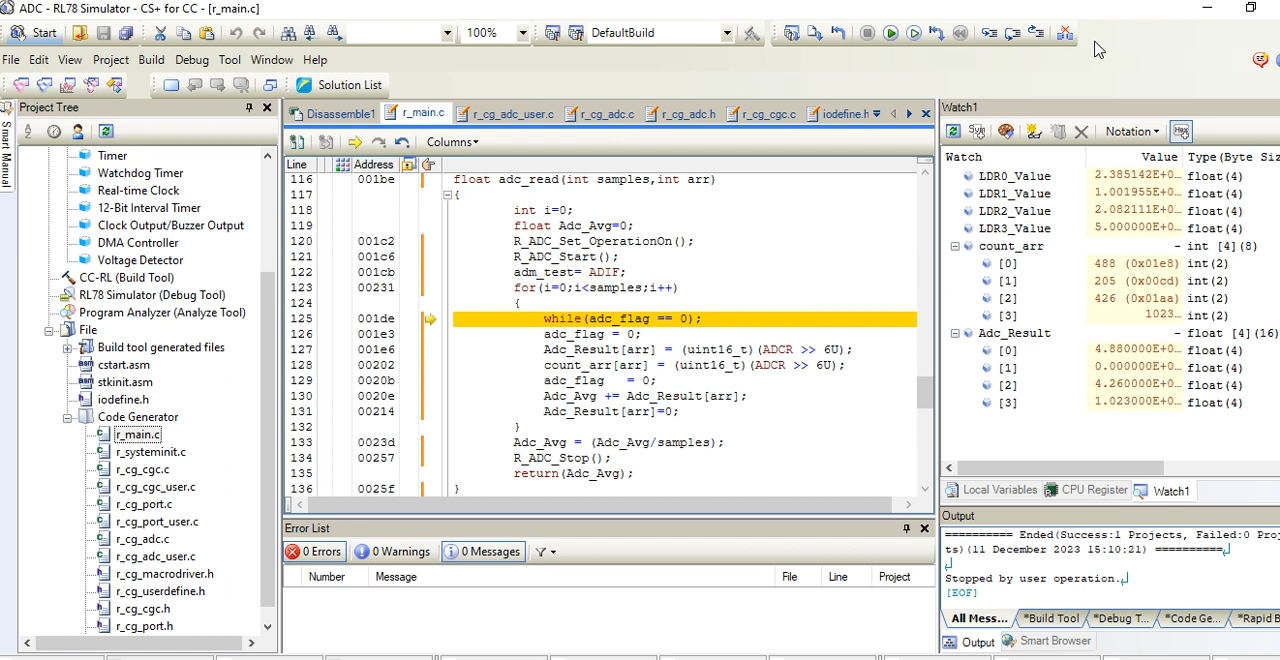 ADC - RL78 Simulator - CS+ for CC - [r_main.c]
Start 100% DefaultBuild
File Edit View Project Build Debug Tool Window Help
Solution List
Project Tree
Smart Manual
Timer
Watchdog Timer
Real-time Clock
12-Bit Interval Timer
Clock Output/Buzzer Output
DMA Controller
Voltage Detector
CC-RL (Build Tool)
RL78 Simulator (Debug Tool)
Program Analyzer (Analyze Tool)
File
Build tool generated files
cstart.asm
stkinit.asm
iodefine.h
Code Generator
r_main.c
r_systeminit.c
r_cg_cgc.c
r_cg_cgc_user.c
r_cg_port.c
r_cg_port_user.c
r_cg_adc.c
r_cg_adc_user.c
r_cg_macrodriver.h
r_cg_userdefine.h
r_cg_cgc.h
r_cg_port.h
Disassemble1 r_main.c r_cg_adc_user.c r_cg_adc.c r_cg_adc.h r_cg_cgc.c iodefine.h
Columns
Line Address
116 001be float adc_read(int samples,int arr)
117 {
118 int i=0;
119 float Adc_Avg=0;
120 001c2 R_ADC_Set_OperationOn();
121 001c6 R_ADC_Start();
122 001cb adm_test= ADIF;
123 00231 for(i=0;i<samples;i++)
124 {
125 001de while(adc_flag == 0);
126 001e3 adc_flag = 0;
127 001e6 Adc_Result[arr] = (uint16_t)(ADCR >> 6U);
128 00202 count_arr[arr] = (uint16_t)(ADCR >> 6U);
129 0020b adc_flag   = 0;
130 0020e Adc_Avg += Adc_Result[arr];
131 00214 Adc_Result[arr]=0;
132 }
133 0023d Adc_Avg = (Adc_Avg/samples);
134 00257 R_ADC_Stop();
135 return(Adc_Avg);
136 0025f }
Error List
0 Errors 0 Warnings 0 Messages
Number Message File Line Project
Watch1
Notation Hex
Watch Value Type(Byte Siz
LDR0_Value 2.385142E+0... float(4)
LDR1_Value 1.001955E+0... float(4)
LDR2_Value 2.082111E+0... float(4)
LDR3_Value 5.000000E+0... float(4)
count_arr - int [4](8)
[0] 488 (0x01e8) int(2)
[1] 205 (0x00cd) int(2)
[2] 426 (0x01aa) int(2)
[3] 1023... int(2)
Adc_Result - float [4](16)
[0] 4.880000E+0... float(4)
[1] 0.000000E+0... float(4)
[2] 4.260000E+0... float(4)
[3] 1.023000E+0... float(4)
Local Variables CPU Register Watch1
Output
========== Ended(Success:1 Projects, Failed:0 Proj
ts)(11 December 2023 15:10:21) ==========
Stopped by user operation.
[EOF]
All Mess... *Build Tool *Debug T... *Code Ge... *Rapid B
Output Smart Browser